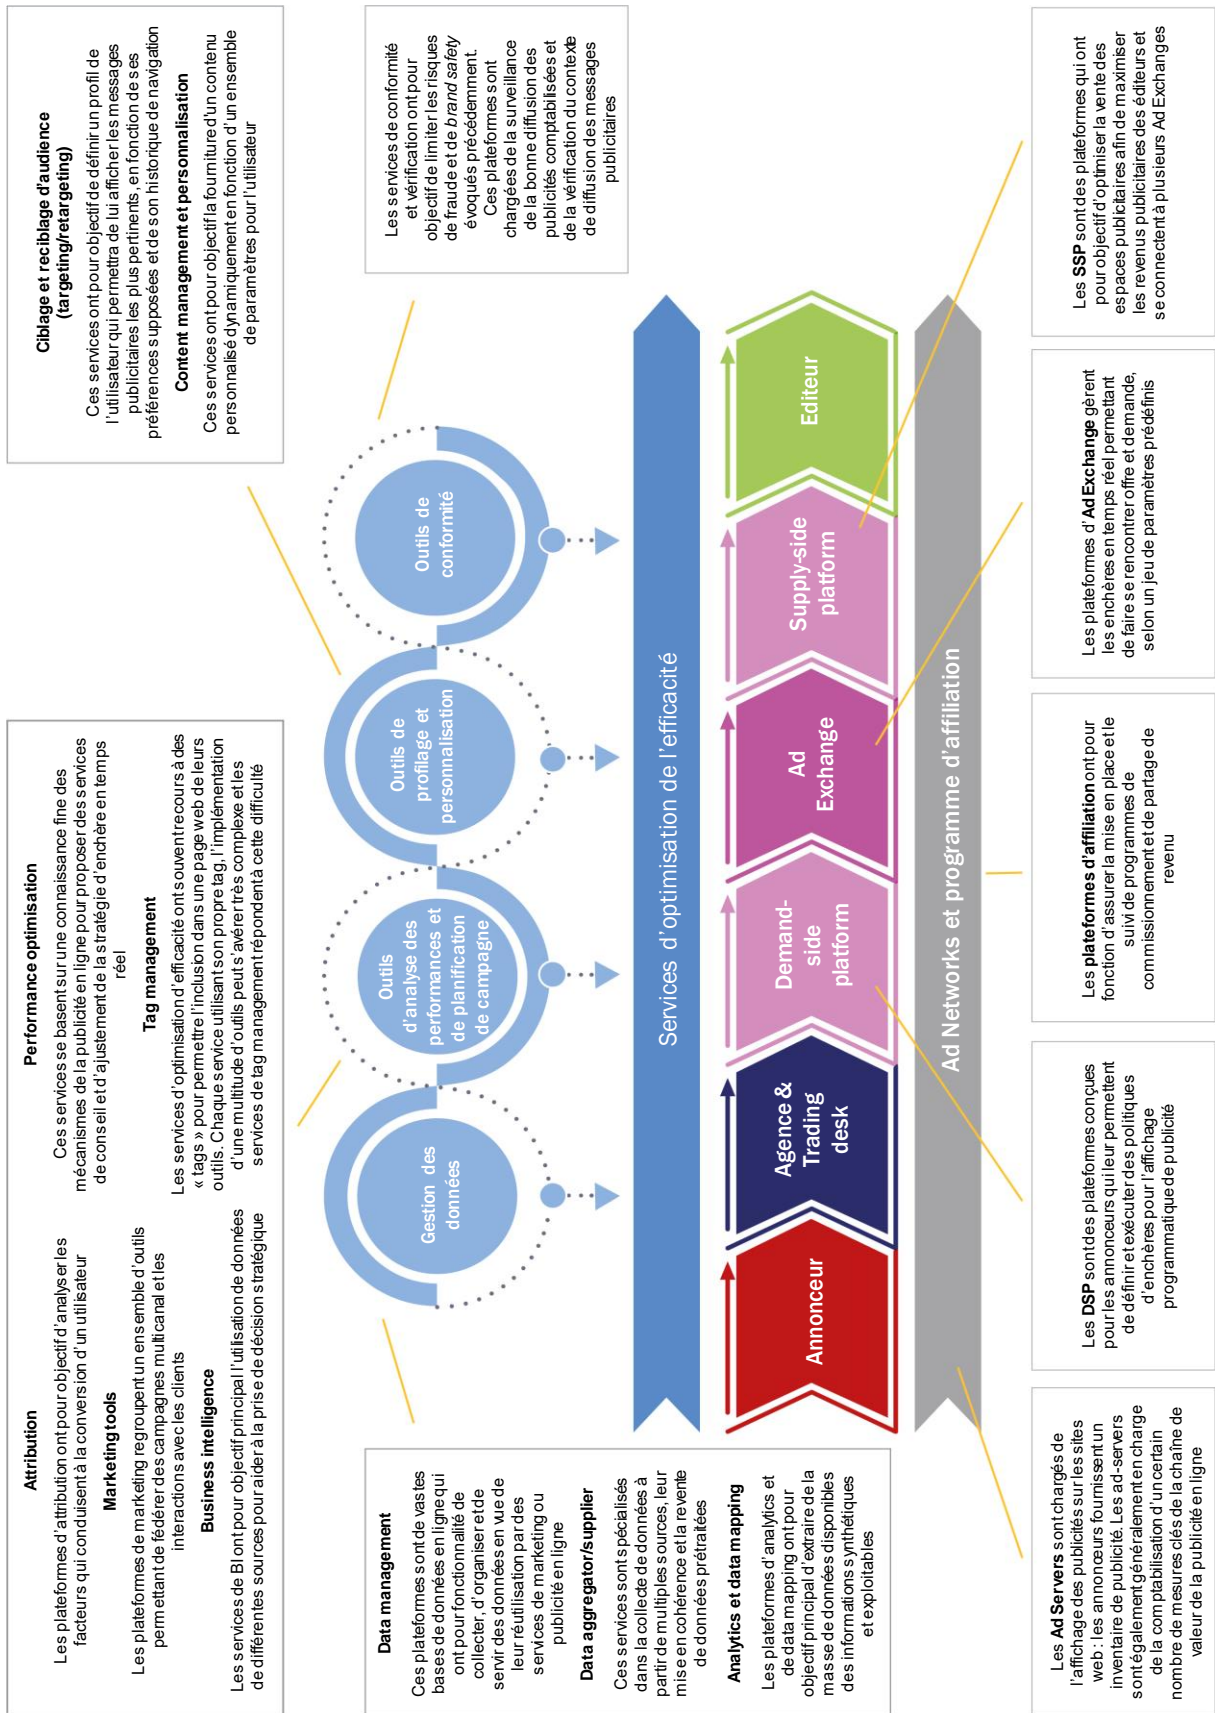 Attribution
Les plateformes d'attribution ont pour objectif d'analyser les
facteurs qui conduisent à la conversion d'un utilisateur
Marketing tools
Les plateformes de marketing regroupent un ensemble d'outils
permettant de fédérer des campagnes multicanal et les
interactions avec les clients
Business intelligence
Les services de BI ont pour objectif principal l'utilisation de données
de différentes sources pour aider à la prise de décision stratégique
Performance optimisation
Ces services se basent sur une connaissance fine des
mécanismes de la publicité en ligne pour proposer des services
de conseil et d'ajustement de la stratégie d'enchère en temps
réel
Tag management
Les services d'optimisation d'efficacité ont souvent recours à des
« tags » pour permettre l'inclusion dans une page web de leurs
outils. Chaque service utilisant son propre tag, l'implémentation
d'une multitude d'outils peut s'avérer très complexe et les
services de tag management répondent à cette difficulté
Ciblage et reciblage d'audience
(targeting/retargeting)
Ces services ont pour objectif de définir un profil de
l'utilisateur qui permettra de lui afficher les messages
publicitaires les plus pertinents, en fonction de ses
préférences supposées et de son historique de navigation
Content management et personnalisation
Ces services ont pour objectif la fourniture d'un contenu
personnalisé dynamiquement en fonction d'un ensemble
de paramètres pour l'utilisateur
Data management
Ces plateformes sont de vastes
bases de données en ligne qui
ont pour fonctionnalité de
collecter, d'organiser et de
servir des données en vue de
leur réutilisation par des
services de marketing ou
publicité en ligne
Data aggregator/supplier
Ces services sont spécialisés
dans la collecte de données à
partir de multiples sources, leur
mise en cohérence et la revente
de données prétraitées
Analytics et data mapping
Les plateformes d'analytics et
de data mapping ont pour
objectif principal d'extraire de la
masse de données disponibles
des informations synthétiques
et exploitables
Gestion des
données
Outils
d'analyse des
performances et
de planification
de campagne
Outils de
profilage et
personnalisation
Outils de
conformité
Les services de conformité
et vérification ont pour
objectif de limiter les risques
de fraude et de brand safety
évoqués précédemment.
Ces plateformes sont
chargées de la surveillance
de la bonne diffusion des
publicités comptabilisées et
de la vérification du contexte
de diffusion des messages
publicitaires
Services d'optimisation de l'efficacité
Annonceur
Agence &
Trading
desk
Demand-
side
platform
Ad
Exchange
Supply-side
platform
Editeur
Ad Networks et programme d'affiliation
Les Ad Servers sont chargés de
l'affichage des publicités sur les sites
web : les annonceurs fournissent un
inventaire de publicité. Les ad-servers
sont également généralement en charge
de la comptabilisation d'un certain
nombre de mesures clés de la chaîne de
valeur de la publicité en ligne
Les DSP sont des plateformes conçues
pour les annonceurs qui leur permettent
de définir et exécuter des politiques
d'enchères pour l'affichage
programmatique de publicité
Les plateformes d'affiliation ont pour
fonction d'assurer la mise en place et le
suivi de programmes de
commissionnement et de partage de
revenu
Les plateformes d'Ad Exchange gèrent
les enchères en temps réel permettant
de faire se rencontrer offre et demande,
selon un jeu de paramètres prédéfinis
Les SSP sont des plateformes qui ont
pour objectif d'optimiser la vente des
espaces publicitaires afin de maximiser
les revenus publicitaires des éditeurs et
se connectent à plusieurs Ad Exchanges